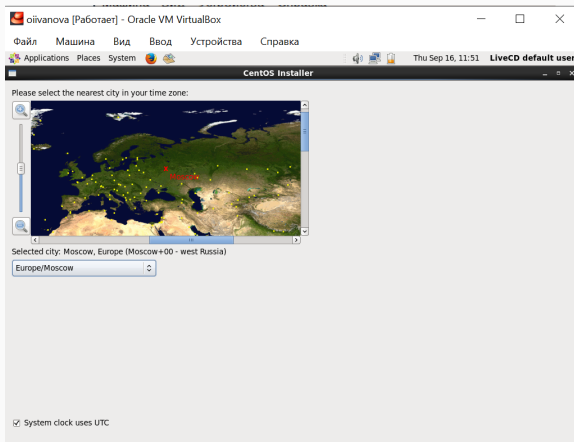 oiivanova [Работает] - Oracle VM VirtualBox
Файл Машина Вид Ввод Устройства Справка
Applications Places System Thu Sep 16, 11:51 LiveCD default user
CentOS Installer
Please select the nearest city in your time zone:
Moscow
Selected city: Moscow, Europe (Moscow+00 - west Russia)
Europe/Moscow
System clock uses UTC